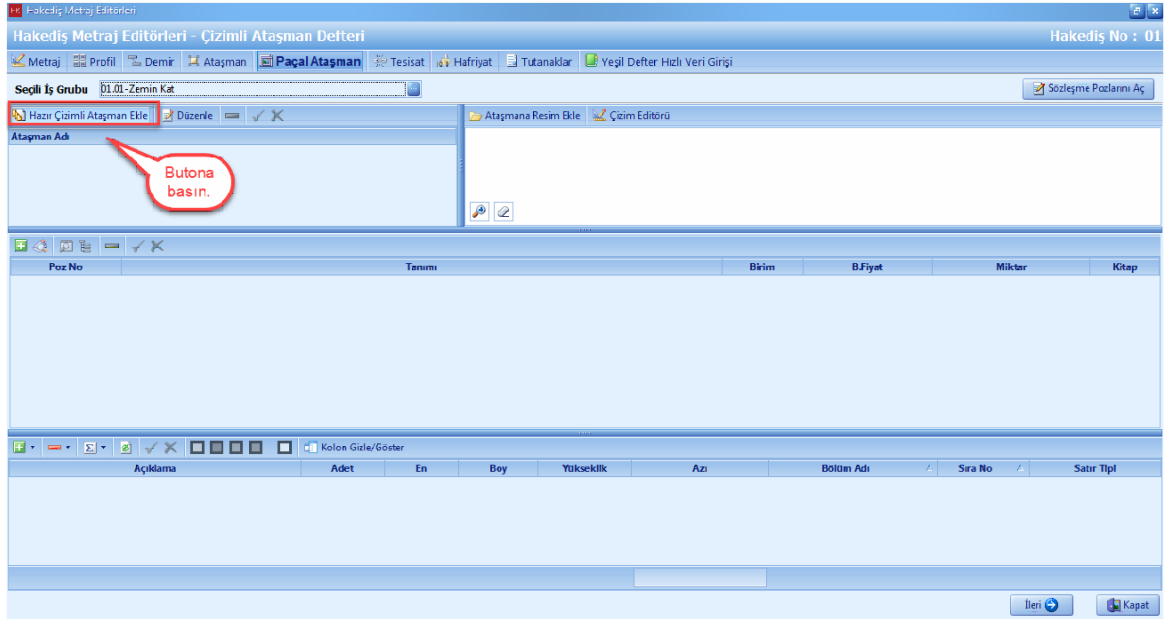 HK Hakediş Metraj Editörleri
Hakediş Metraj Editörleri - Çizimli Ataşman Defteri Hakediş No : 01
Metraj Profil Demir Ataşman Paçal Ataşman Tesisat Hafriyat Tutanaklar Yeşil Defter Hızlı Veri Girişi
Seçili İş Grubu 01.01-Zemin Kat Sözleşme Pozlarını Aç
Hazır Çizimli Ataşman Ekle Düzenle Ataşmana Resim Ekle Çizim Editörü
Ataşman Adı
Butona
basın.
Poz No Tanımı Birim B.Fiyat Miktar Kitap
Kolon Gizle/Göster
Açıklama Adet En Boy Yükseklik Azı Bölüm Adı Sıra No Satır Tipi
İleri Kapat